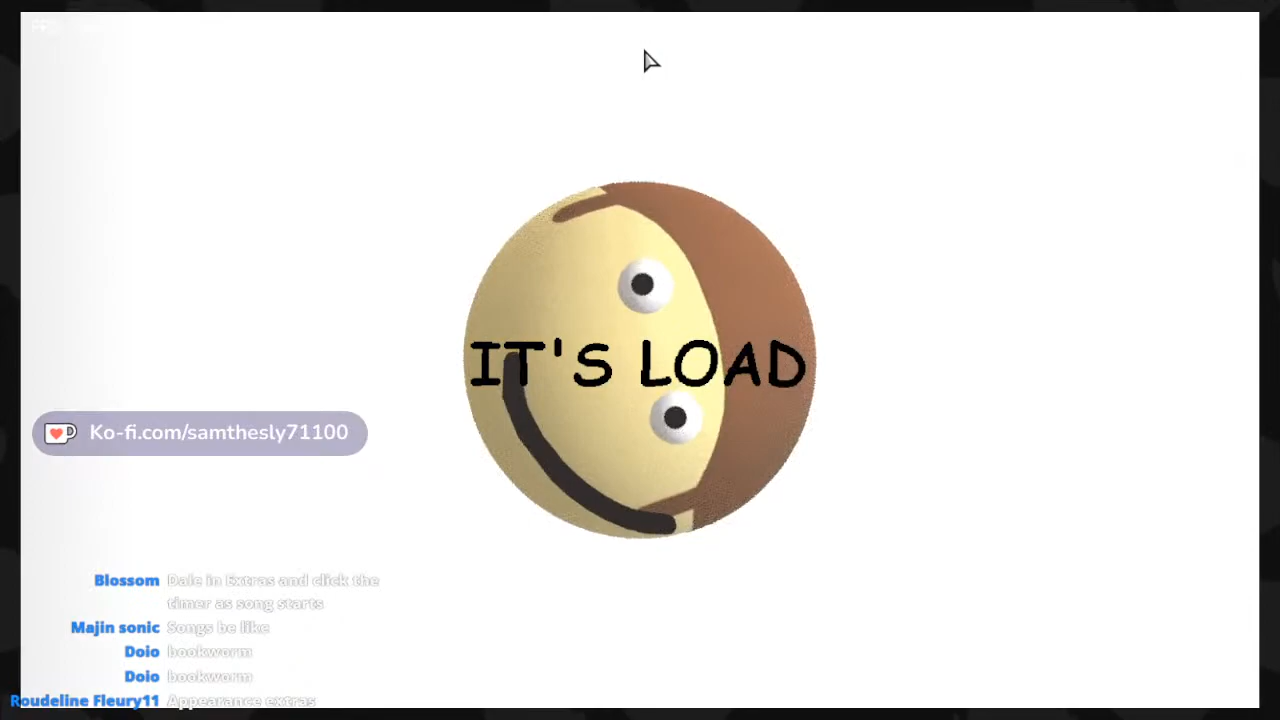 IT'S LOAD
Ko-fi.com/samthesly71100
Blossom Dale in Extras and click the
timer as song starts
Majin sonic Songs be like
Doio bookworm
Doio bookworm
Roudeline Fleury11 Appearance extras